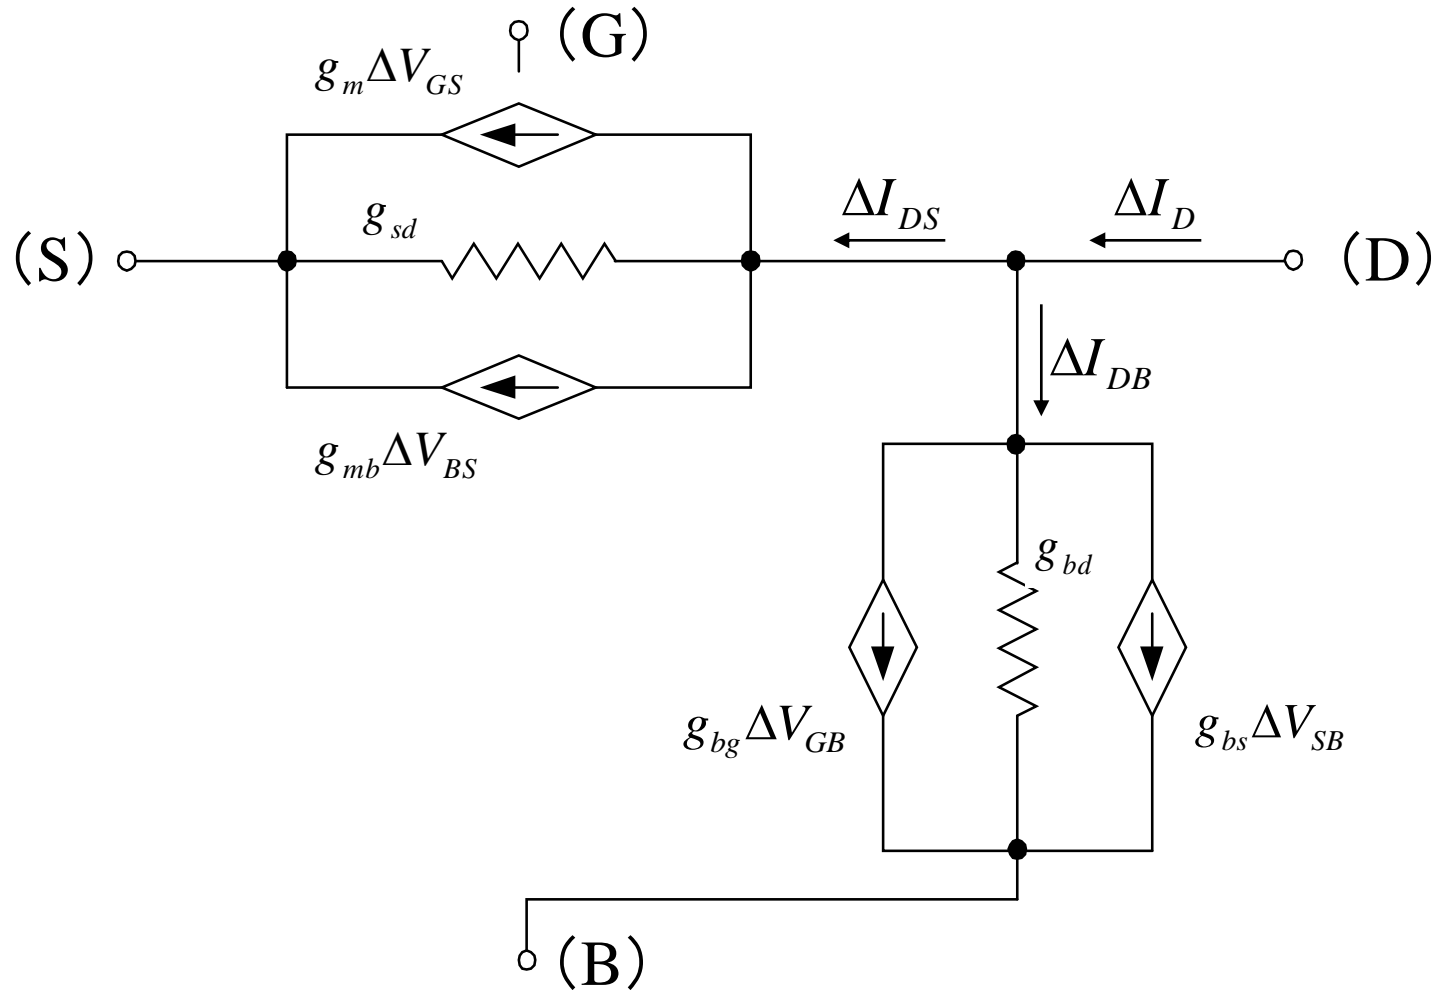 (G)
g_m ΔV_GS
g_sd
ΔI_DS
ΔI_D
(S)
(D)
ΔI_DB
g_mb ΔV_BS
g_bd
g_bg ΔV_GB
g_bs ΔV_SB
(B)